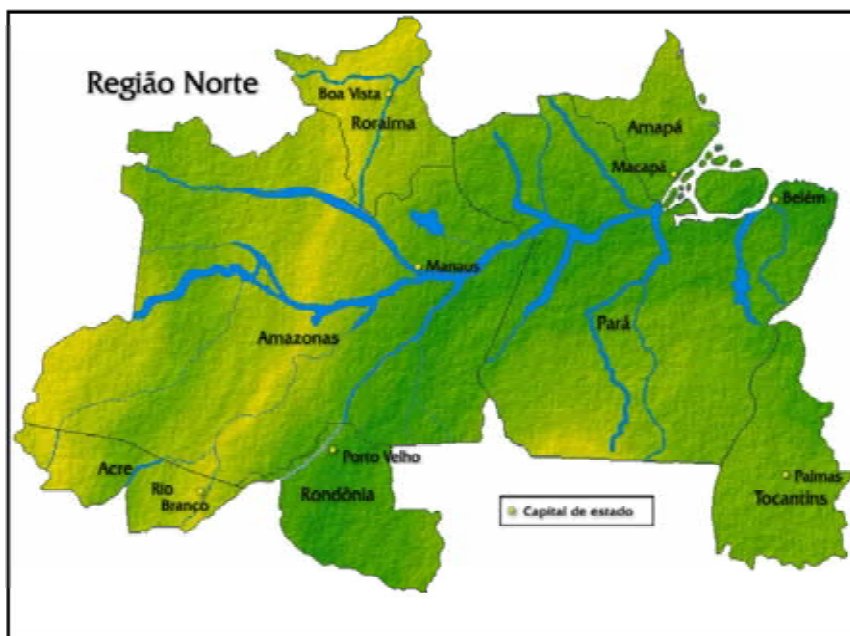 Região Norte
Boa Vista
Roraima
Amapá
Macapá
Belém
Manaus
Amazonas
Pará
Acre
Rio
Branco
Porto Velho
Rondônia
Palmas
Tocantins
Capital de estado